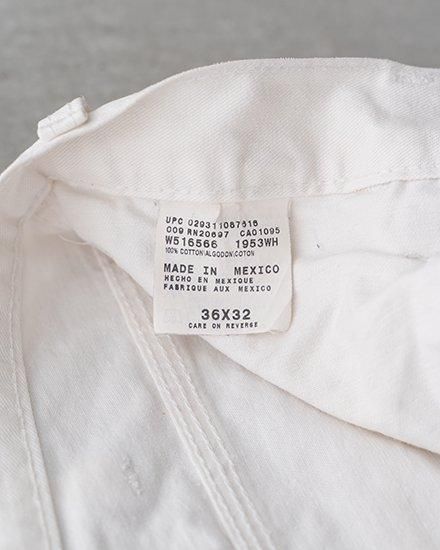 UPC 029311087616
009 RN20697 CA01095
W516566 1953WH
100% COTTON\ALGODON\COTON
MADE IN MEXICO
HECHO EN MEXIQUE
FABRIQUE AUX MEXICO
36X32
CARE ON REVERSE